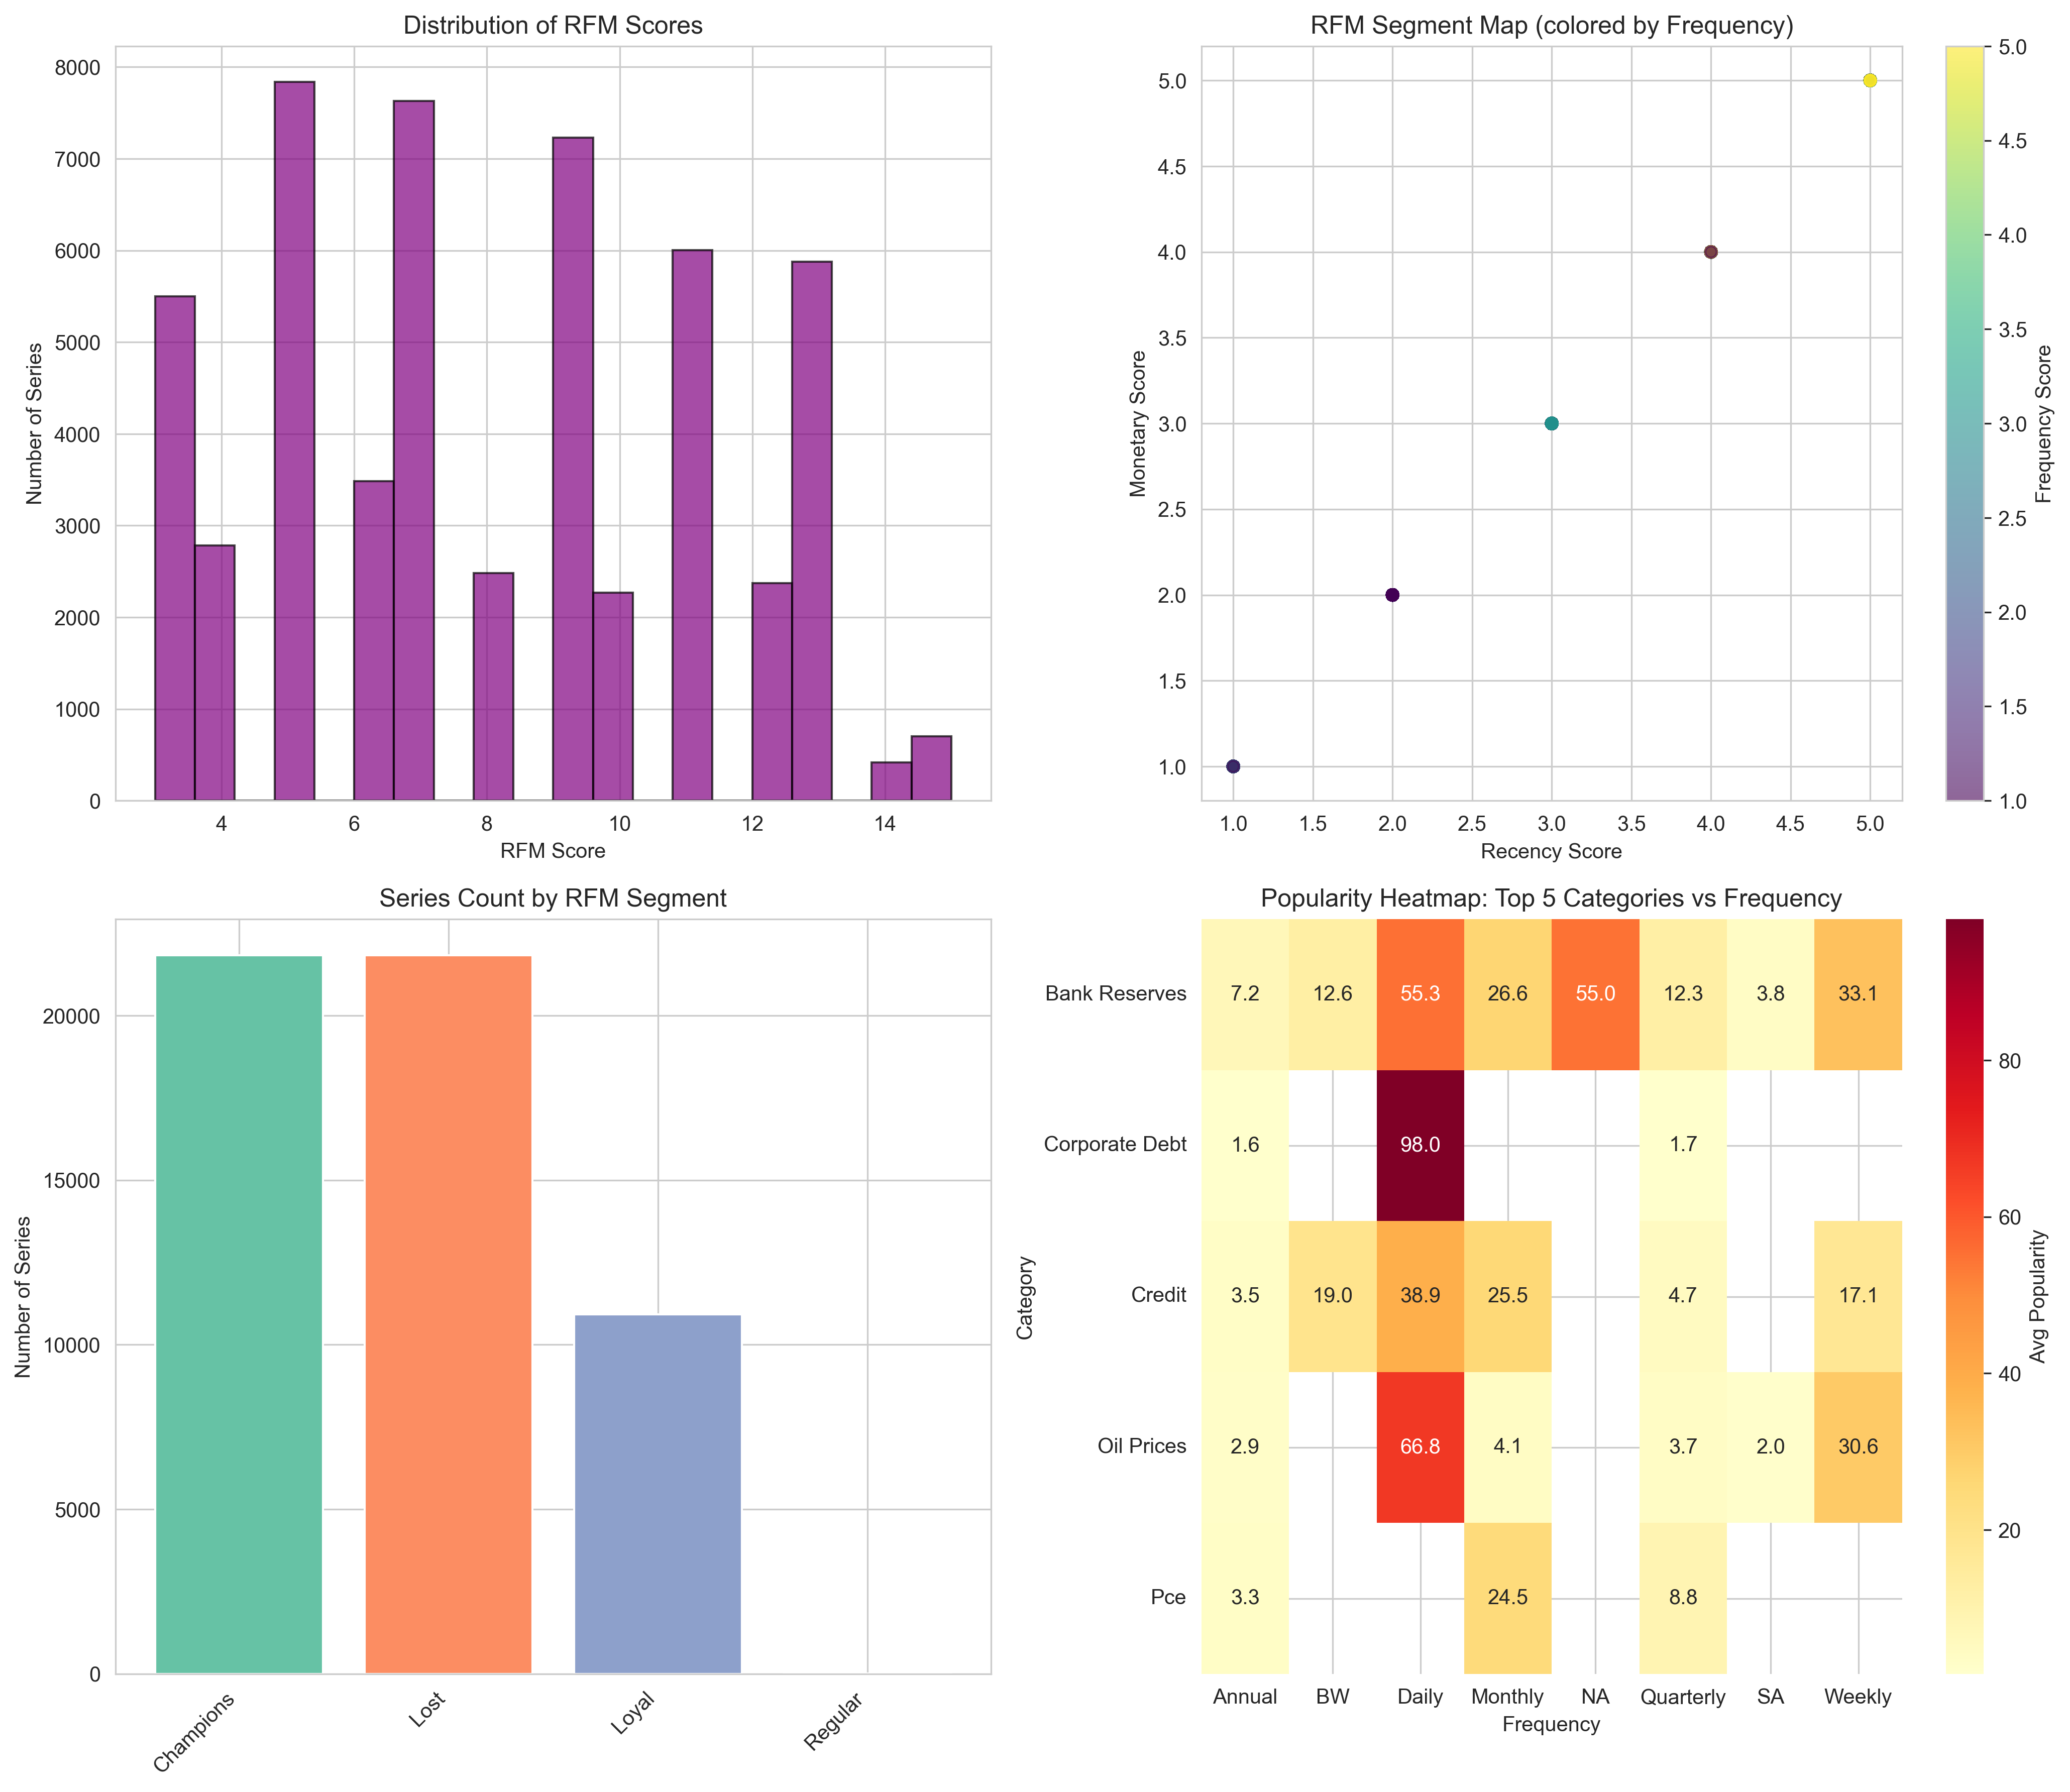 Distribution of RFM Scores
Number of Series
8000
7000
6000
5000
4000
3000
2000
1000
0
4 6 8 10 12 14
RFM Score
RFM Segment Map (colored by Frequency)
Monetary Score
5.0
4.5
4.0
3.5
3.0
2.5
2.0
1.5
1.0
1.0 1.5 2.0 2.5 3.0 3.5 4.0 4.5 5.0
Recency Score
5.0
4.5
4.0
3.5
3.0
2.5
2.0
1.5
1.0
Frequency Score
Series Count by RFM Segment
Number of Series
20000
15000
10000
5000
0
Champions Lost Loyal Regular
Popularity Heatmap: Top 5 Categories vs Frequency
Category
Bank Reserves 7.2 12.6 55.3 26.6 55.0 12.3 3.8 33.1
Corporate Debt 1.6 98.0 1.7
Credit 3.5 19.0 38.9 25.5 4.7 17.1
Oil Prices 2.9 66.8 4.1 3.7 2.0 30.6
Pce 3.3 24.5 8.8
Annual BW Daily Monthly NA Quarterly SA Weekly
Frequency
80
60
40
20
Avg Popularity